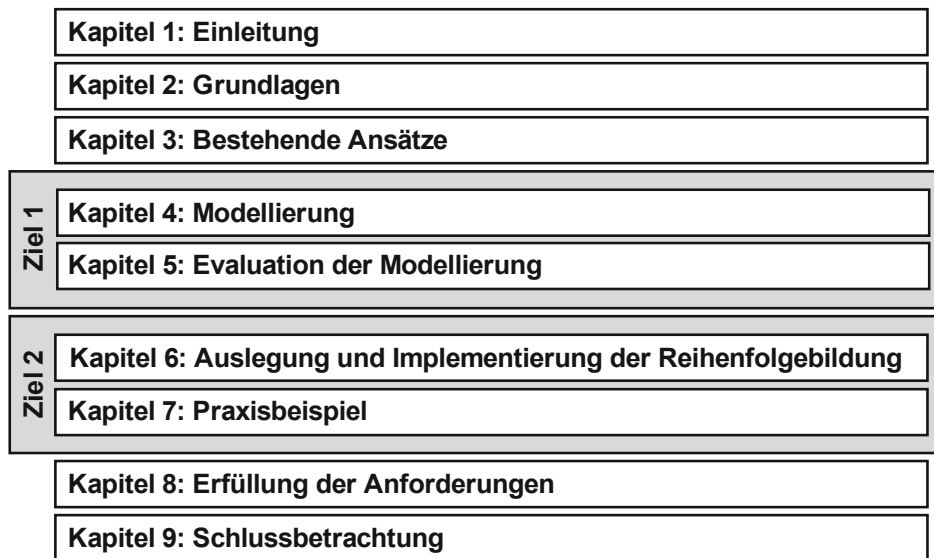 Kapitel 1: Einleitung
Kapitel 2: Grundlagen
Kapitel 3: Bestehende Ansätze
Ziel 1
Kapitel 4: Modellierung
Kapitel 5: Evaluation der Modellierung
Ziel 2
Kapitel 6: Auslegung und Implementierung der Reihenfolgebildung
Kapitel 7: Praxisbeispiel
Kapitel 8: Erfüllung der Anforderungen
Kapitel 9: Schlussbetrachtung